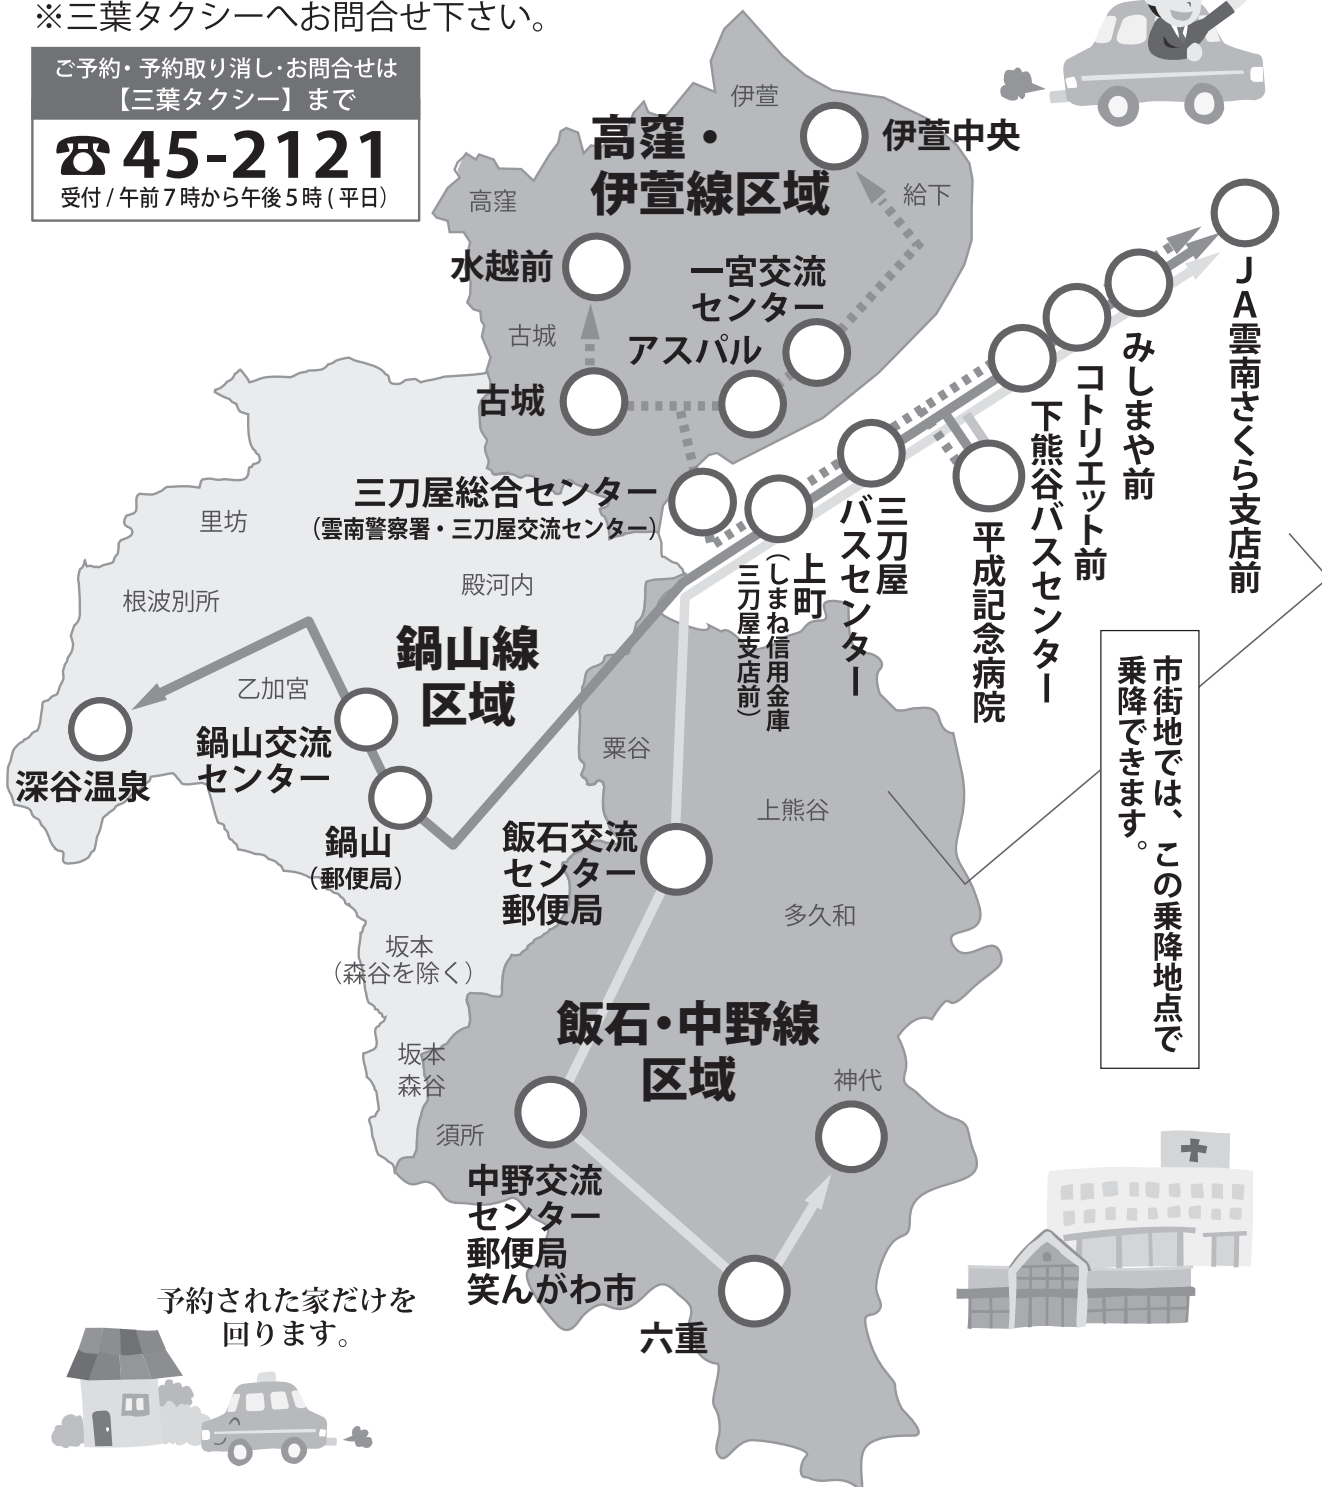 ※三葉タクシーへお問合せ下さい。
ご予約・予約取り消し・お問合せは
【三葉タクシー】まで
☎45-2121
受付 / 午前7時から午後5時 ( 平日)
伊萱
高窪・
伊萱線区域
伊萱中央
高窪
給下
水越前
一宮交流
センター
古城
アスパル
古城
三刀屋総合センター
(雲南警察署・三刀屋交流センター)
ＪＡ雲南さくら支店前
みしまや前
コトリエット前
下熊谷バスセンター
平成記念病院
三刀屋
バスセンター
上町
(しまね信用金庫
三刀屋支店前)
里坊
殿河内
根波別所
鍋山線
区域
乙加宮
鍋山交流
センター
深谷温泉
鍋山
(郵便局)
粟谷
上熊谷
飯石交流
センター
郵便局
多久和
坂本
(森谷を除く)
飯石・中野線
区域
坂本
森谷
神代
須所
中野交流
センター
郵便局
笑んがわ市
六重
市街地では、この乗降地点で
乗降できます。
予約された家だけを
回ります。